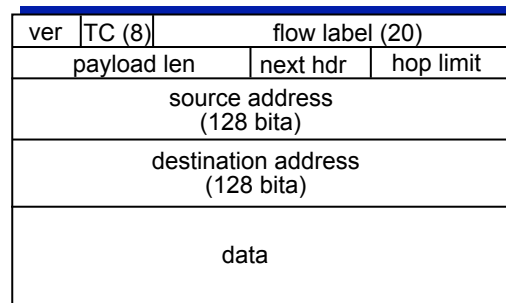 ver TC (8) flow label (20)
payload len next hdr hop limit
source address
(128 bita)
destination address
(128 bita)
data